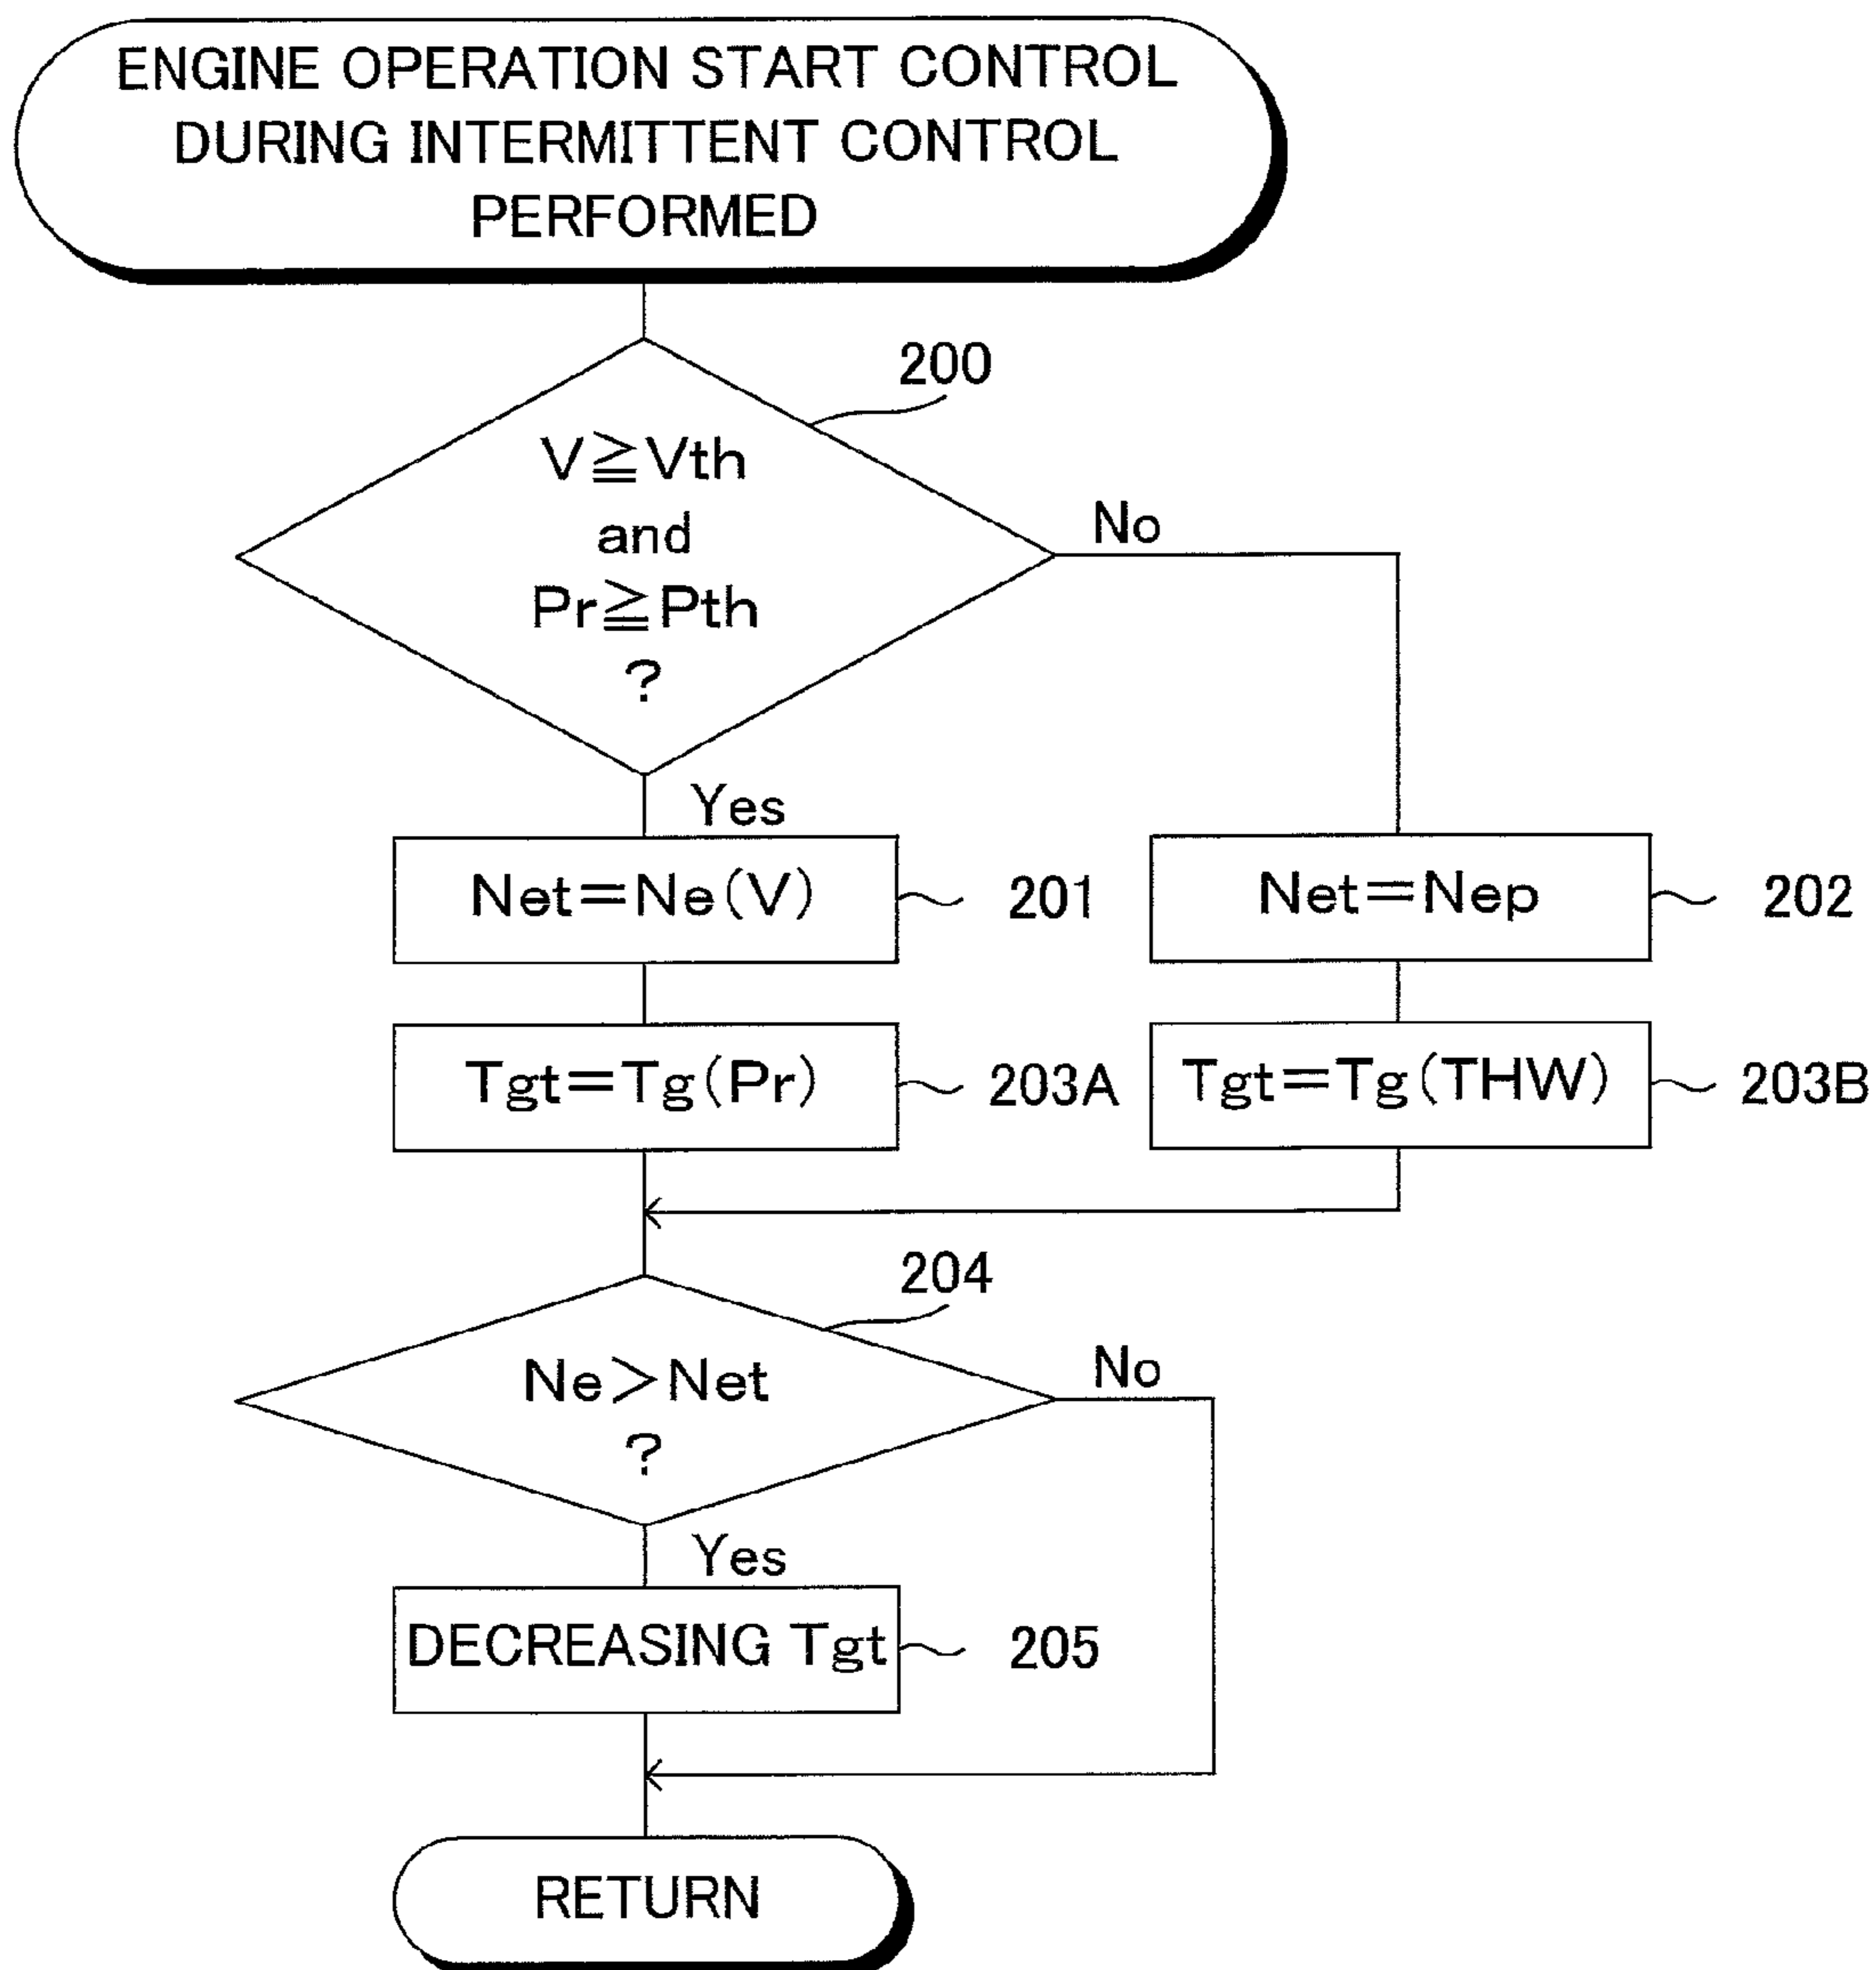 ENGINE OPERATION START CONTROL
DURING INTERMITTENT CONTROL
PERFORMED
200
V≧Vth
and
Pr≧Pth
?
No
Yes
Net=Ne(V)
201
Net=Nep
202
Tgt=Tg(Pr)
203A
Tgt=Tg(THW)
203B
204
Ne>Net
?
No
Yes
DECREASING Tgt
205
RETURN